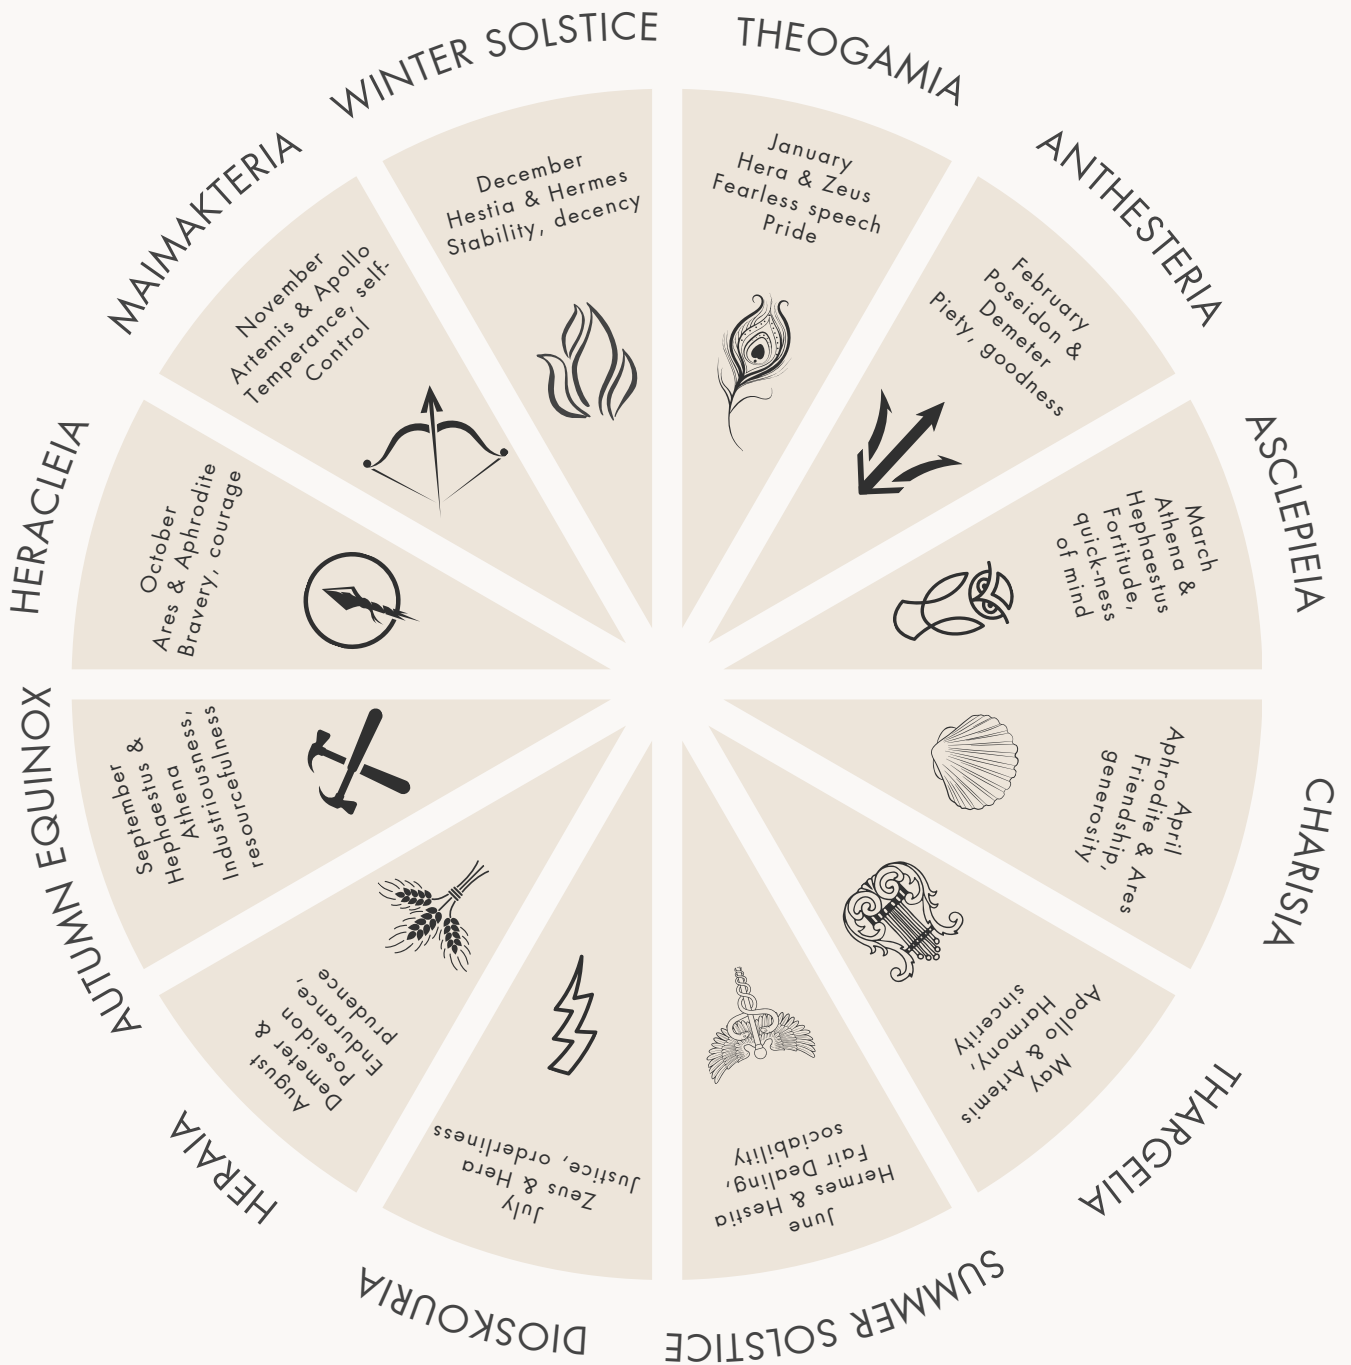 THEOGAMIA
January
Hera & Zeus
Fearless speech
Pride
ANTHESTERIA
February
Poseidon &
Demeter
Piety, goodness
ASCLEPIEIA
March
Athena &
Hephaestus
Fortitude,
quick-ness
of mind
CHARISIA
April
Aphrodite & Ares
Friendship,
generosity
THARGELIA
May
Apollo & Artemis
Harmony,
sincerity
SUMMER SOLSTICE
June
Hermes & Hestia
Fair Dealing,
sociability
DIOSKOURIA
July
Zeus & Hera
Justice, orderliness
HERAIA
August
Demeter &
Poseidon
Endurance,
prudence
AUTUMN EQUINOX
September
Hephaestus &
Athena
Industriousness,
resourcefulness
HERACLEIA
October
Ares & Aphrodite
Bravery, courage
MAIMAKTERIA
November
Artemis & Apollo
Temperance, self-
Control
WINTER SOLSTICE
December
Hestia & Hermes
Stability, decency